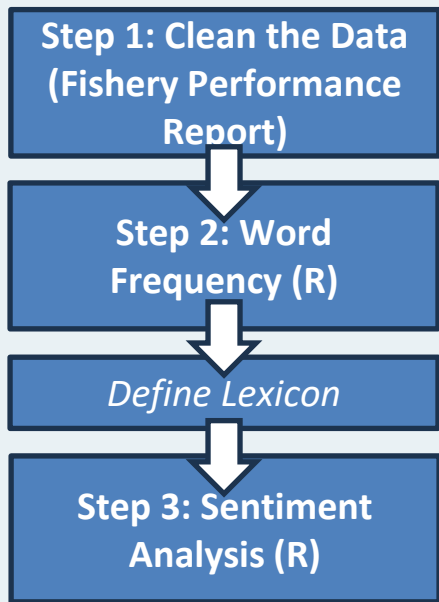 Step 1: Clean the Data
(Fishery Performance
Report)
Step 2: Word
Frequency (R)
Define Lexicon
Step 3: Sentiment
Analysis (R)